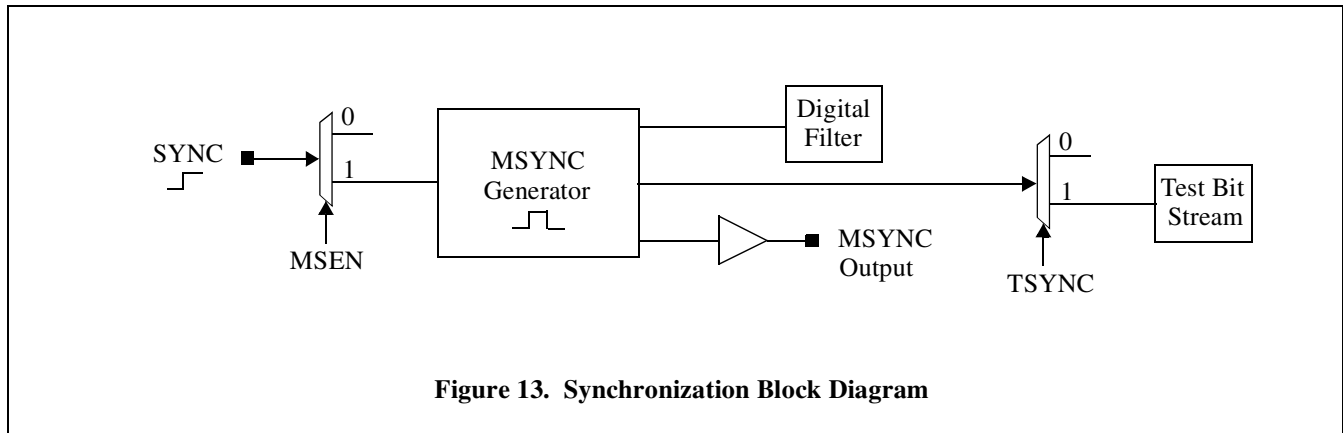 SYNC
0
1
MSEN
MSYNC
Generator
Digital
Filter
MSYNC
Output
0
1
TSYNC
Test Bit
Stream
Figure 13. Synchronization Block Diagram